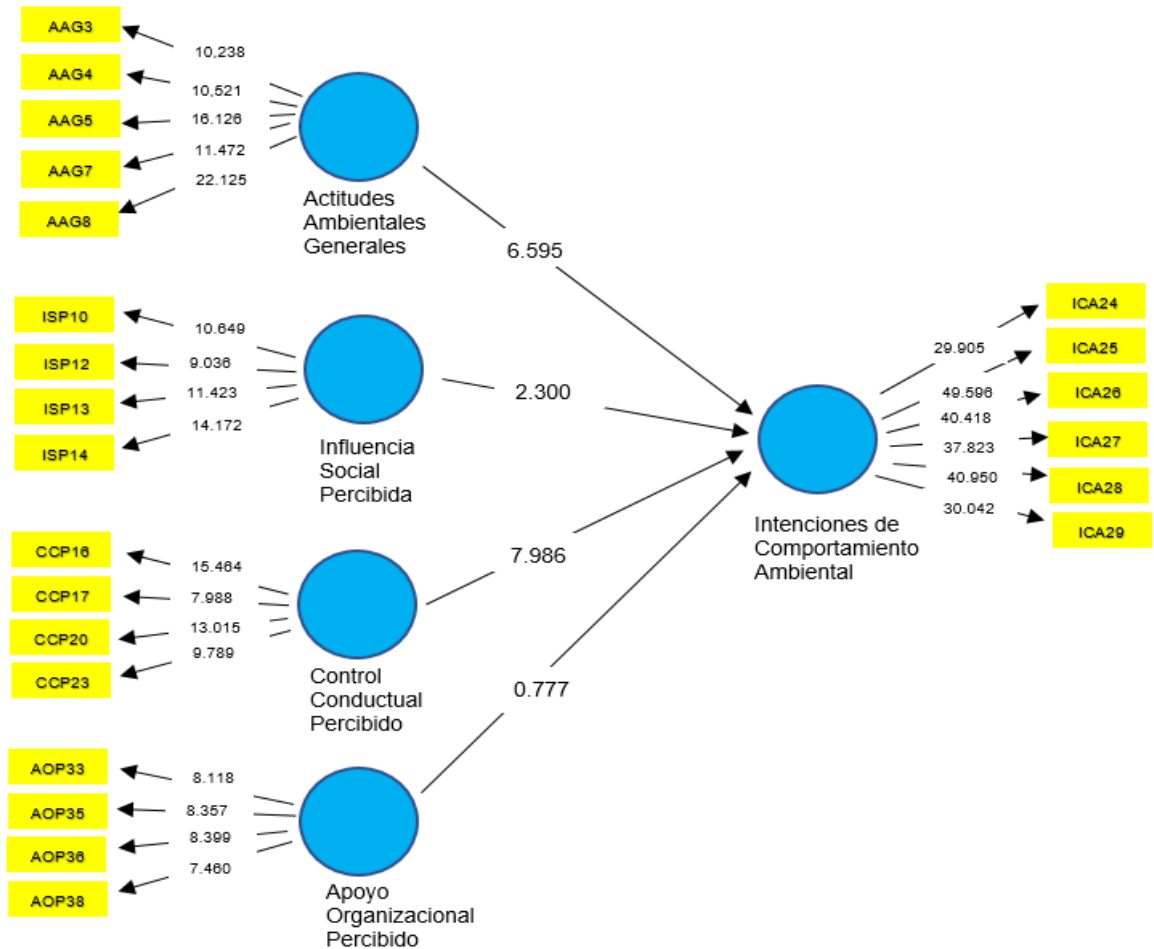 AAG3
10,238
AAG4
10,521
AAG5
16.126
AAG7
11.472
AAG8
22.125
Actitudes
Ambientales
Generales
6.595
ISP10
10.649
ISP12
9.036
ISP13
11.423
ISP14
14.172
Influencia
Social
Percibida
2.300
CCP16
15.464
CCP17
7.988
CCP20
13.015
CCP23
9.789
Control
Conductual
Percibido
7.986
AOP33
8.118
AOP35
8.357
AOP36
8.399
AOP38
7.460
Apoyo
Organizacional
Percibido
0.777
Intenciones de
Comportamiento
Ambiental
29.905
ICA24
49.596
ICA25
40.418
ICA26
37.823
ICA27
40.950
ICA28
30.042
ICA29